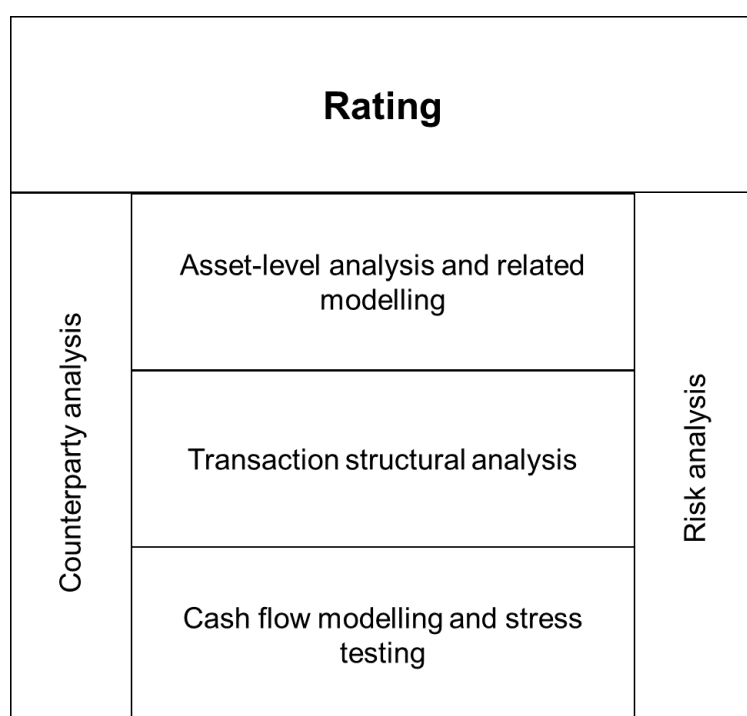 Rating
Counterparty analysis
Asset-level analysis and related
modelling
Transaction structural analysis
Cash flow modelling and stress
testing
Risk analysis